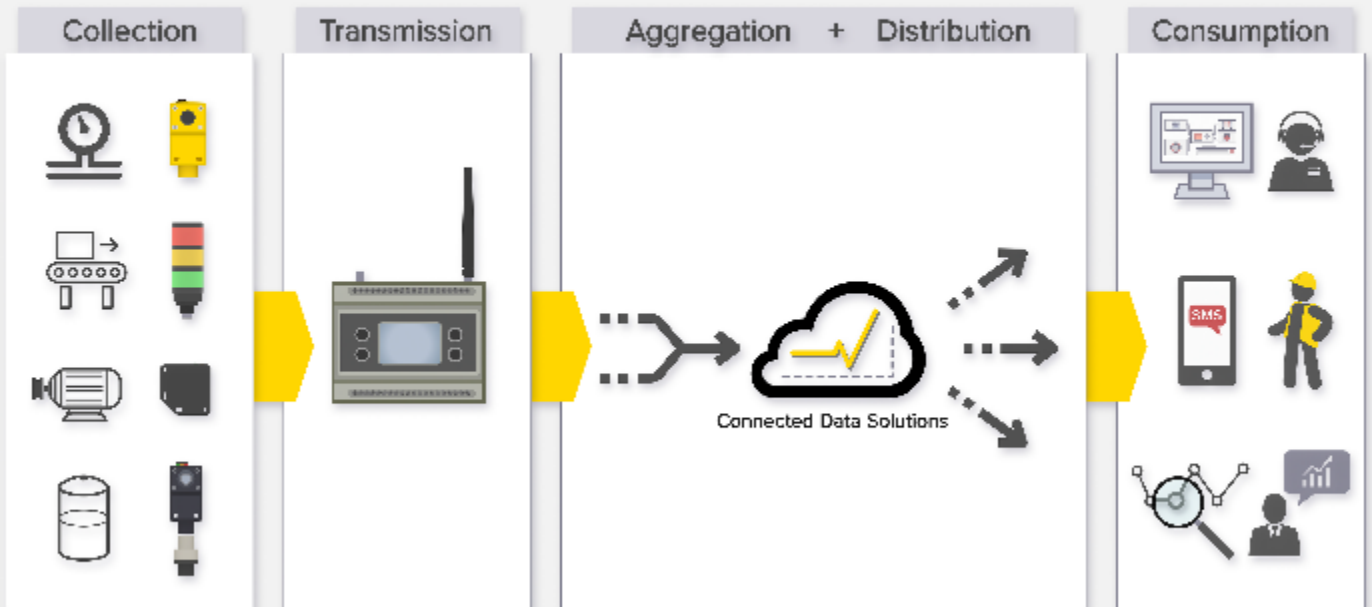 Collection
Transmission
Aggregation + Distribution
Consumption
SMS
Connected Data Solutions